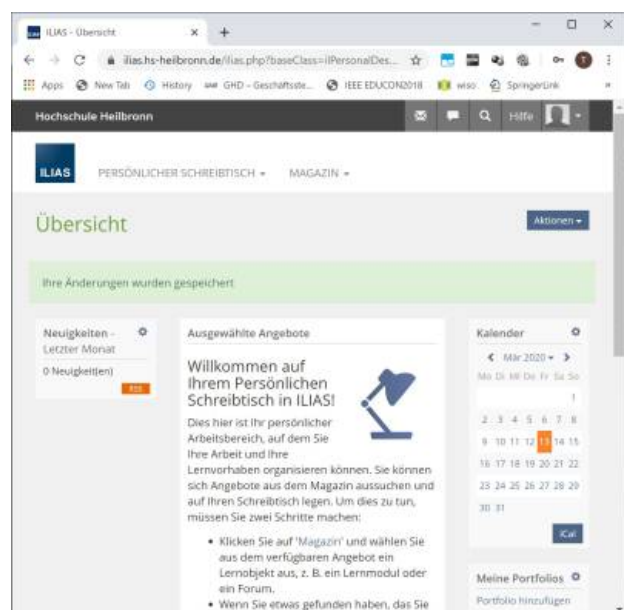 ILIAS - Übersicht
ilias.hs-heilbronn.de/ilias.php?baseClass=ilPersonalDes...
Apps New Tab History GHD - Geschäftsste... IEEE EDUCON2018 wiso SpringerLink »
Hochschule Heilbronn Hilfe
ILIAS PERSÖNLICHER SCHREIBTISCH MAGAZIN
Übersicht
Aktionen
Ihre Änderungen wurden gespeichert
Neuigkeiten -
Letzter Monat
0 Neuigkeit(en)
RSS
Ausgewählte Angebote
Willkommen auf
Ihrem Persönlichen
Schreibtisch in ILIAS!
Dies hier ist Ihr persönlicher
Arbeitsbereich, auf dem Sie
Ihre Arbeit und Ihre
Lernvorhaben organisieren können. Sie können
sich Angebote aus dem Magazin aussuchen und
auf Ihren Schreibtisch legen. Um dies zu tun,
müssen Sie zwei Schritte machen:
• Klicken Sie auf 'Magazin' und wählen Sie
aus dem verfügbaren Angebot ein
Lernobjekt aus, z. B. ein Lernmodul oder
ein Forum.
• Wenn Sie etwas gefunden haben, das Sie
Kalender
Mär 2020
Mo Di Mi Do Fr Sa So
1
2 3 4 5 6 7 8
9 10 11 12 13 14 15
16 17 18 19 20 21 22
23 24 25 26 27 28 29
30 31
iCal
Meine Portfolios
Portfolio hinzufügen